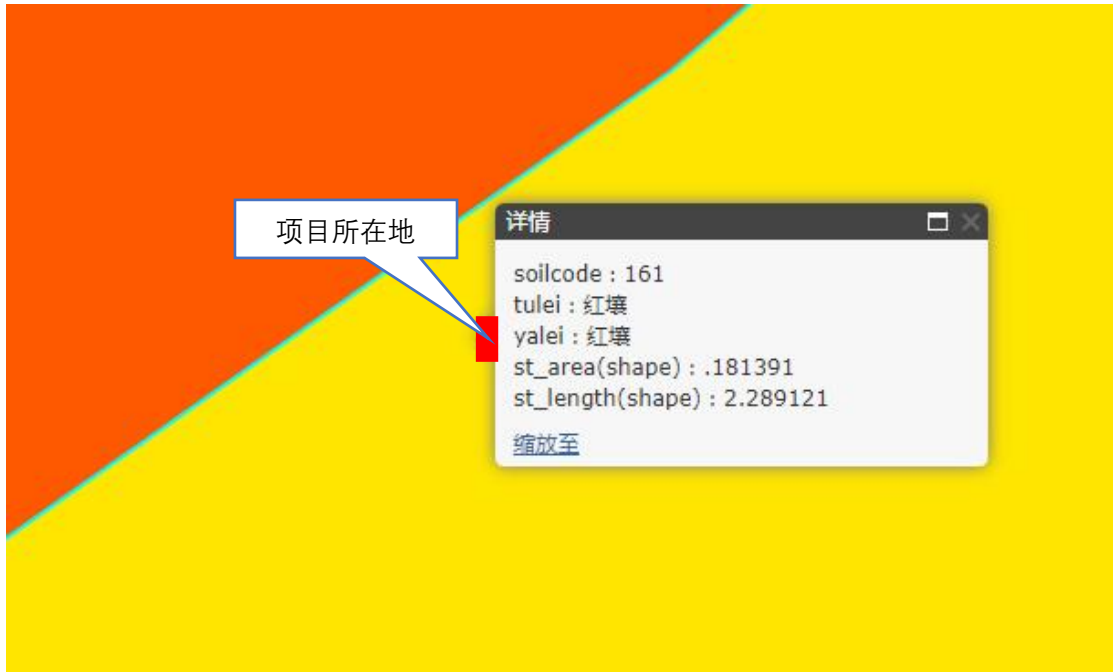 项目所在地
详情
soilcode : 161
tulei : 红壤
yalei : 红壤
st_area(shape) : .181391
st_length(shape) : 2.289121
缩放至